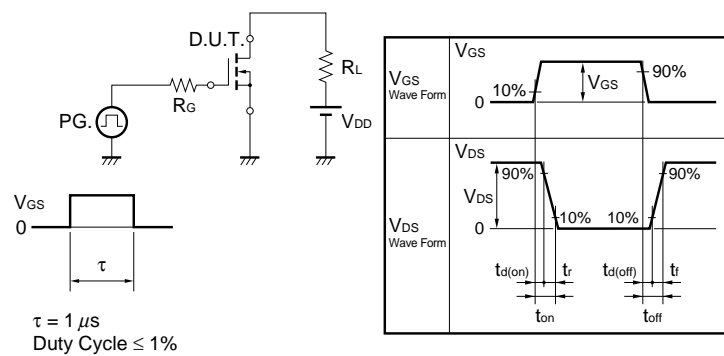 D.U.T.
RL
RG
PG.
VDD
VGS
0
τ
τ = 1 μs
Duty Cycle ≤ 1%
VGS
Wave Form
VGS
10%
VGS
90%
0
VDS
Wave Form
VDS
90%
90%
VDS
10%
10%
0
td(on)
tr
td(off)
tf
ton
toff